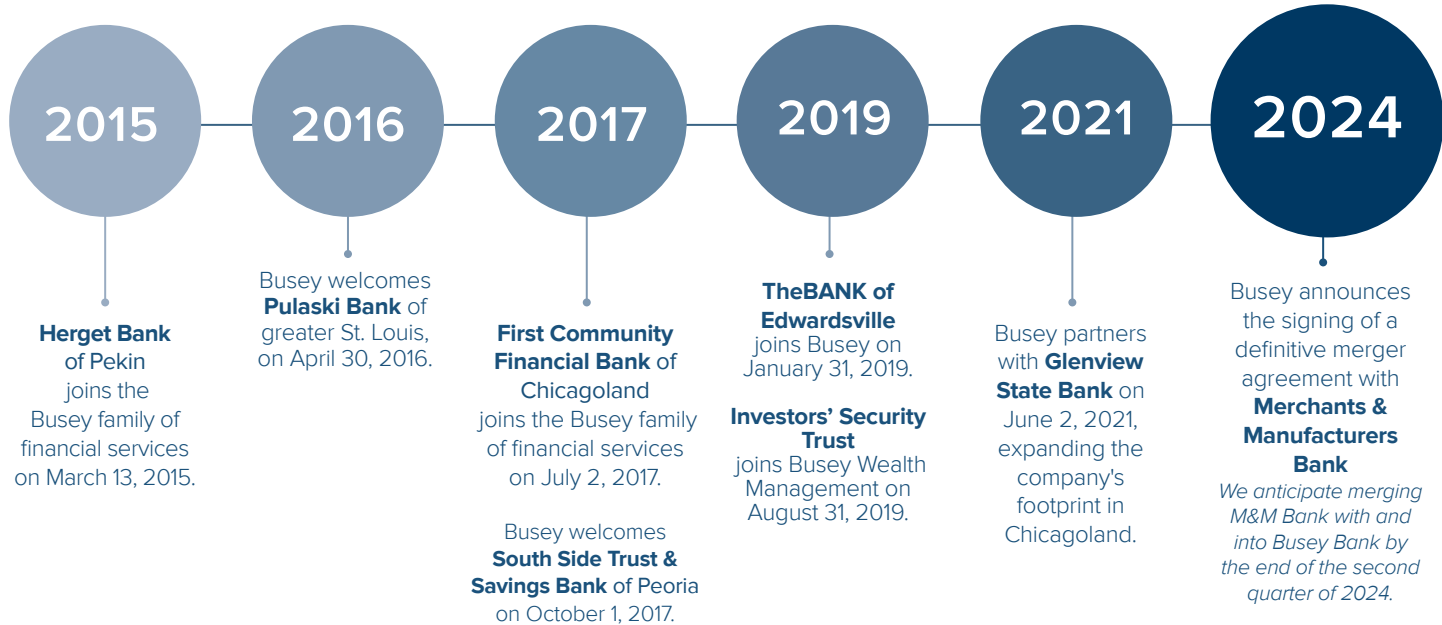 2015
Herget Bank
of Pekin
joins the
Busey family of
financial services
on March 13, 2015.
2016
Busey welcomes
Pulaski Bank of
greater St. Louis,
on April 30, 2016.
2017
First Community
Financial Bank of
Chicagoland
joins the Busey family
of financial services
on July 2, 2017.
Busey welcomes
South Side Trust &
Savings Bank of Peoria
on October 1, 2017.
2019
TheBANK of
Edwardsville
joins Busey on
January 31, 2019.
Investors’ Security
Trust
joins Busey Wealth
Management on
August 31, 2019.
2021
Busey partners
with Glenview
State Bank on
June 2, 2021,
expanding the
company's
footprint in
Chicagoland.
2024
Busey announces
the signing of a
definitive merger
agreement with
Merchants &
Manufacturers
Bank
We anticipate merging
M&M Bank with and
into Busey Bank by
the end of the second
quarter of 2024.